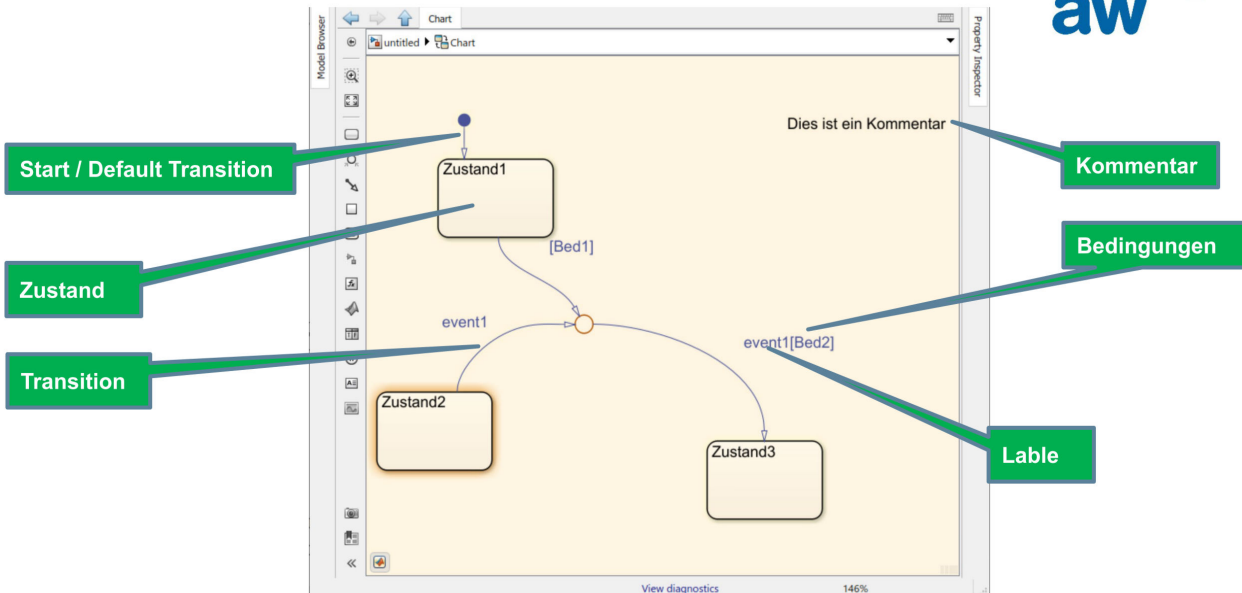 aw
Chart
Model Browser
Property Inspector
untitled Chart
Dies ist ein Kommentar
Start / Default Transition
Kommentar
Zustand1
[Bed1]
Bedingungen
Zustand
event1
event1[Bed2]
Transition
Zustand2
Zustand3
Lable
View diagnostics
146%